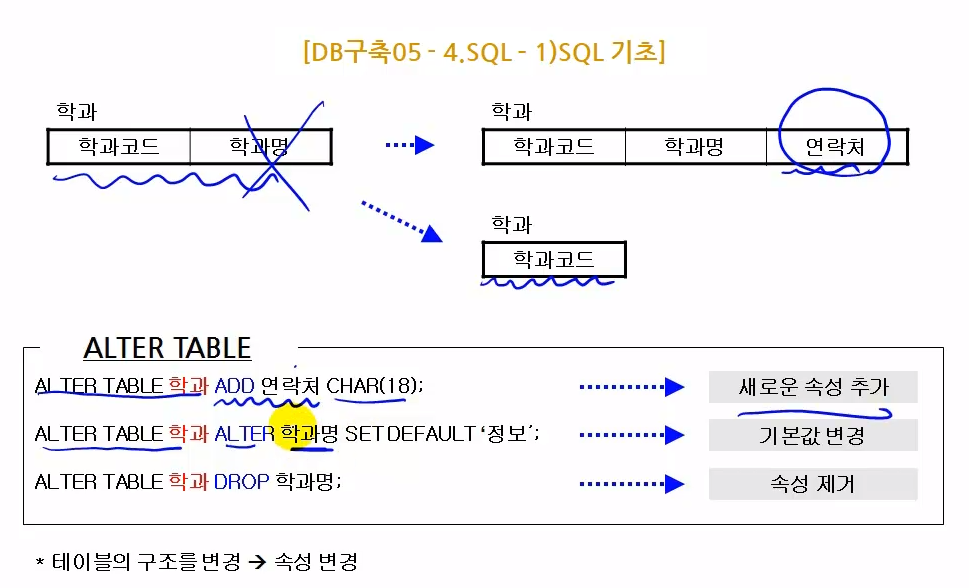 [DB구축05 - 4.SQL - 1)SQL 기초]
학과
학과코드 학과명
학과
학과코드 학과명 연락처
학과
학과코드
ALTER TABLE
ALTER TABLE 학과 ADD 연락처 CHAR(18); 새로운 속성 추가
ALTER TABLE 학과 ALTER 학과명 SET DEFAULT ‘정보’; 기본값 변경
ALTER TABLE 학과 DROP 학과명; 속성 제거
* 테이블의 구조를 변경 → 속성 변경